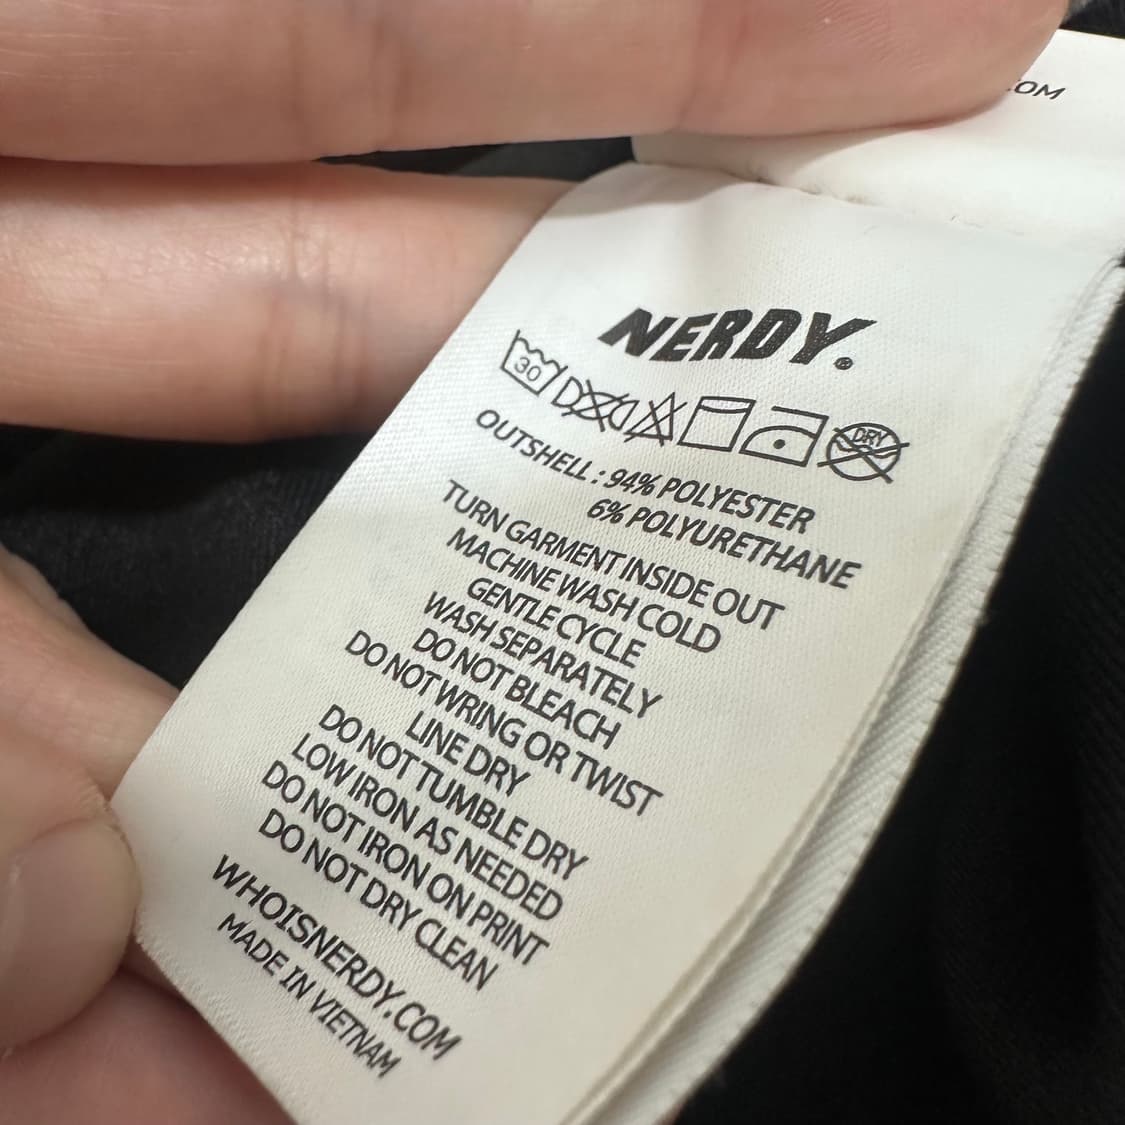 .COM
NERDY.®
30 DRY
OUTSHELL : 94% POLYESTER
6% POLYURETHANE
TURN GARMENT INSIDE OUT
MACHINE WASH COLD
GENTLE CYCLE
WASH SEPARATELY
DO NOT BLEACH
DO NOT WRING OR TWIST
LINE DRY
DO NOT TUMBLE DRY
LOW IRON AS NEEDED
DO NOT IRON ON PRINT
DO NOT DRY CLEAN
WHOISNERDY.COM
MADE IN VIETNAM